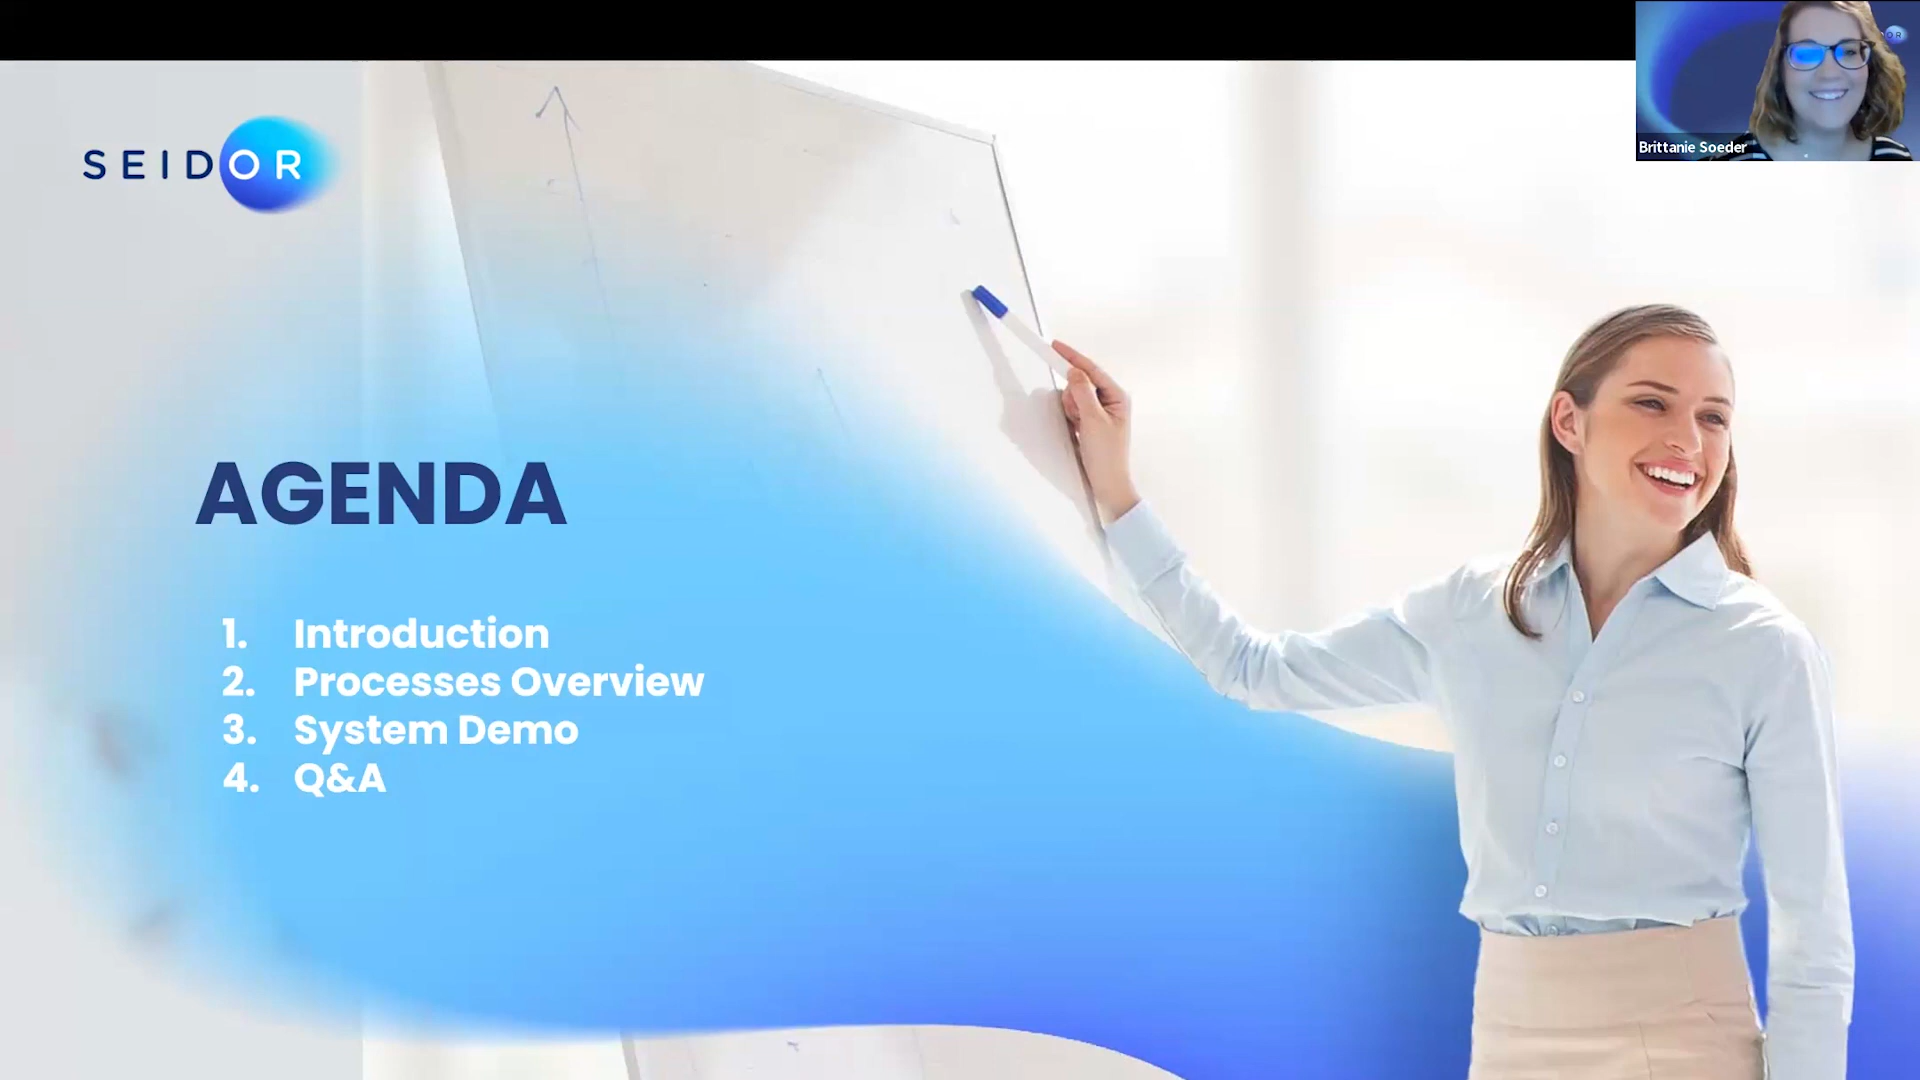 SEIDOR
Brittanie Soeder
AGENDA
1. Introduction
2. Processes Overview
3. System Demo
4. Q&A